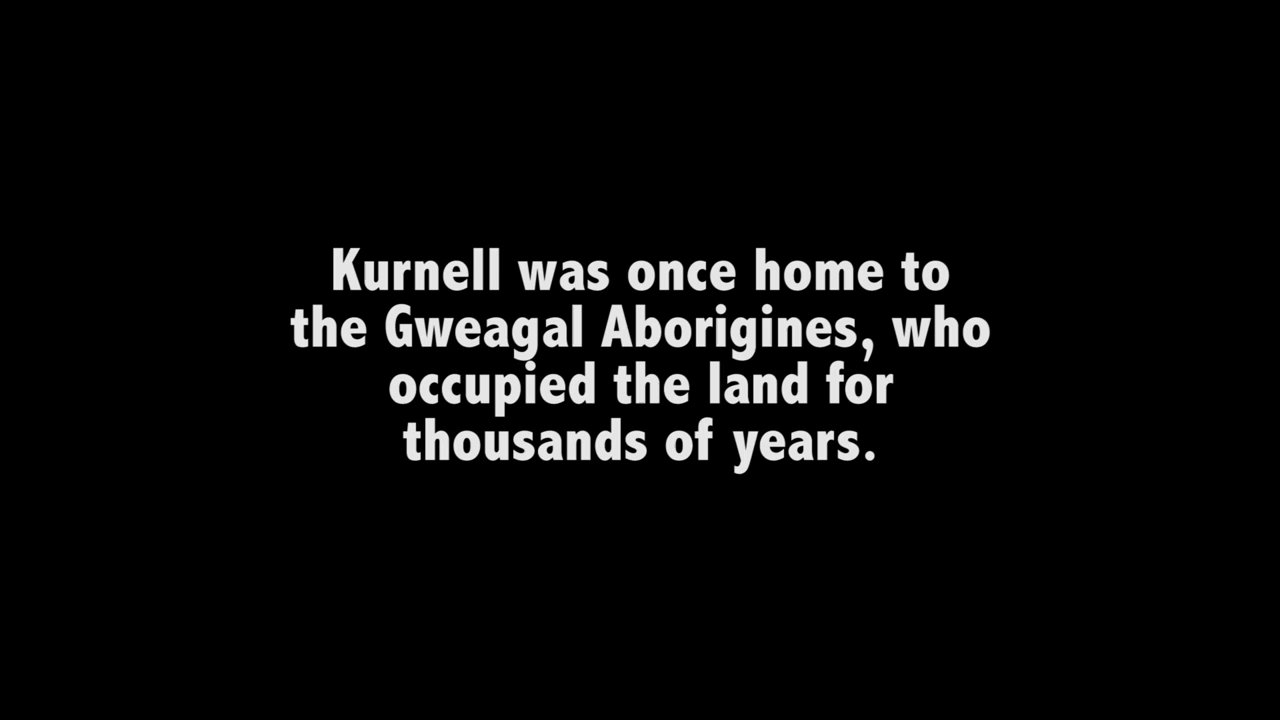 Kurnell was once home to
the Gweagal Aborigines, who
occupied the land for
thousands of years.